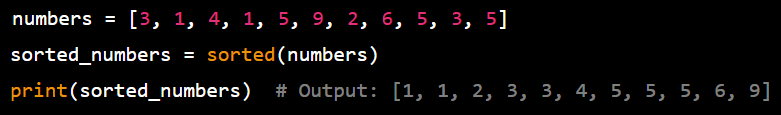 numbers = [3, 1, 4, 1, 5, 9, 2, 6, 5, 3, 5]
sorted_numbers = sorted(numbers)
print(sorted_numbers)  # Output: [1, 1, 2, 3, 3, 4, 5, 5, 5, 6, 9]